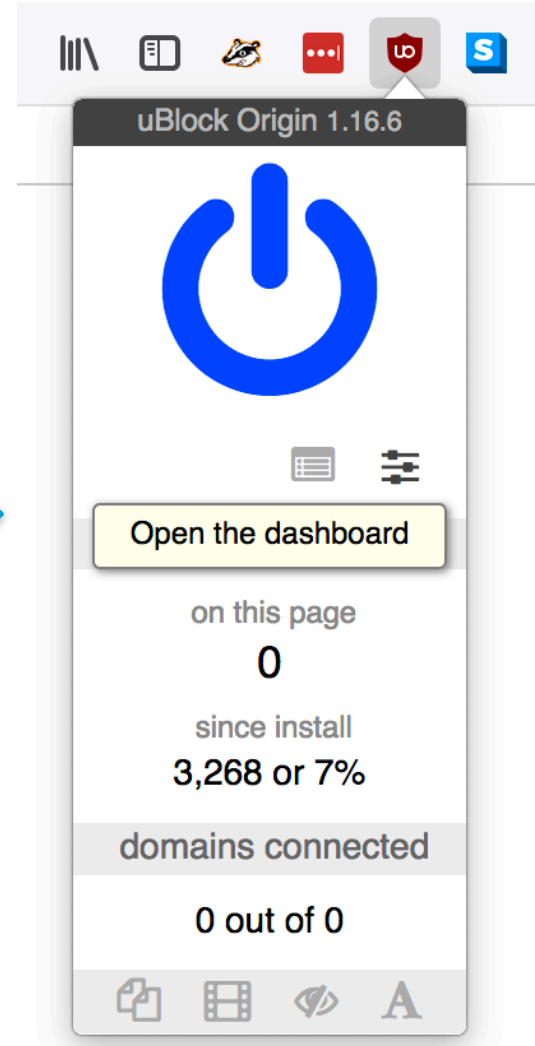 uBlock Origin 1.16.6
Open the dashboard
on this page
0
since install
3,268 or 7%
domains connected
0 out of 0